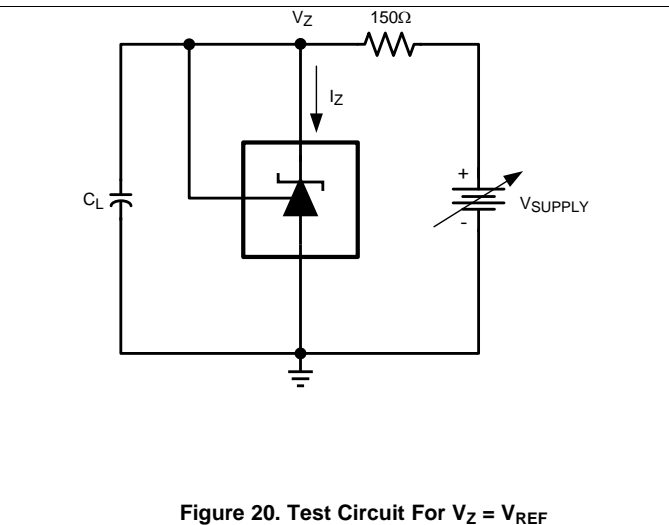 VZ 150Ω
IZ
+
CL
VSUPPLY
-
Figure 20. Test Circuit For VZ = VREF